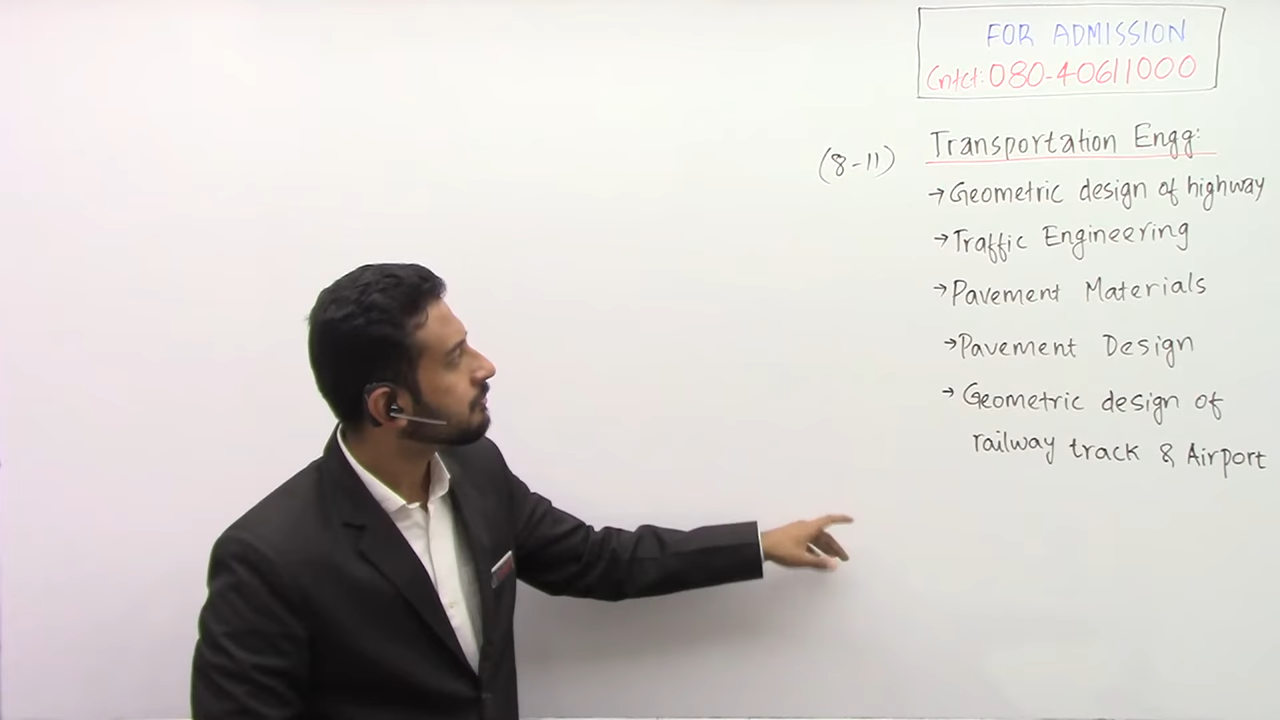 FOR ADMISSION
Cntct: 080-40611000
(8-11) Transportation Engg:
→ Geometric design of highway
→ Traffic Engineering
→ Pavement Materials
→ Pavement Design
→ Geometric design of
railway track & Airport